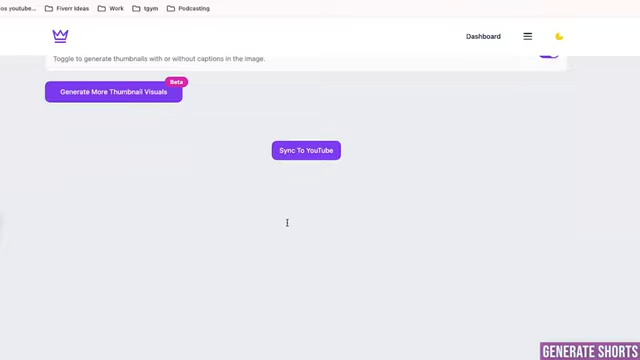 os youtube...
Fiverr Ideas
Work
tgym
Podcasting
Dashboard
Toggle to generate thumbnails with or without captions in the image.
Beta
Generate More Thumbnail Visuals
Sync To YouTube
GENERATE SHORTS